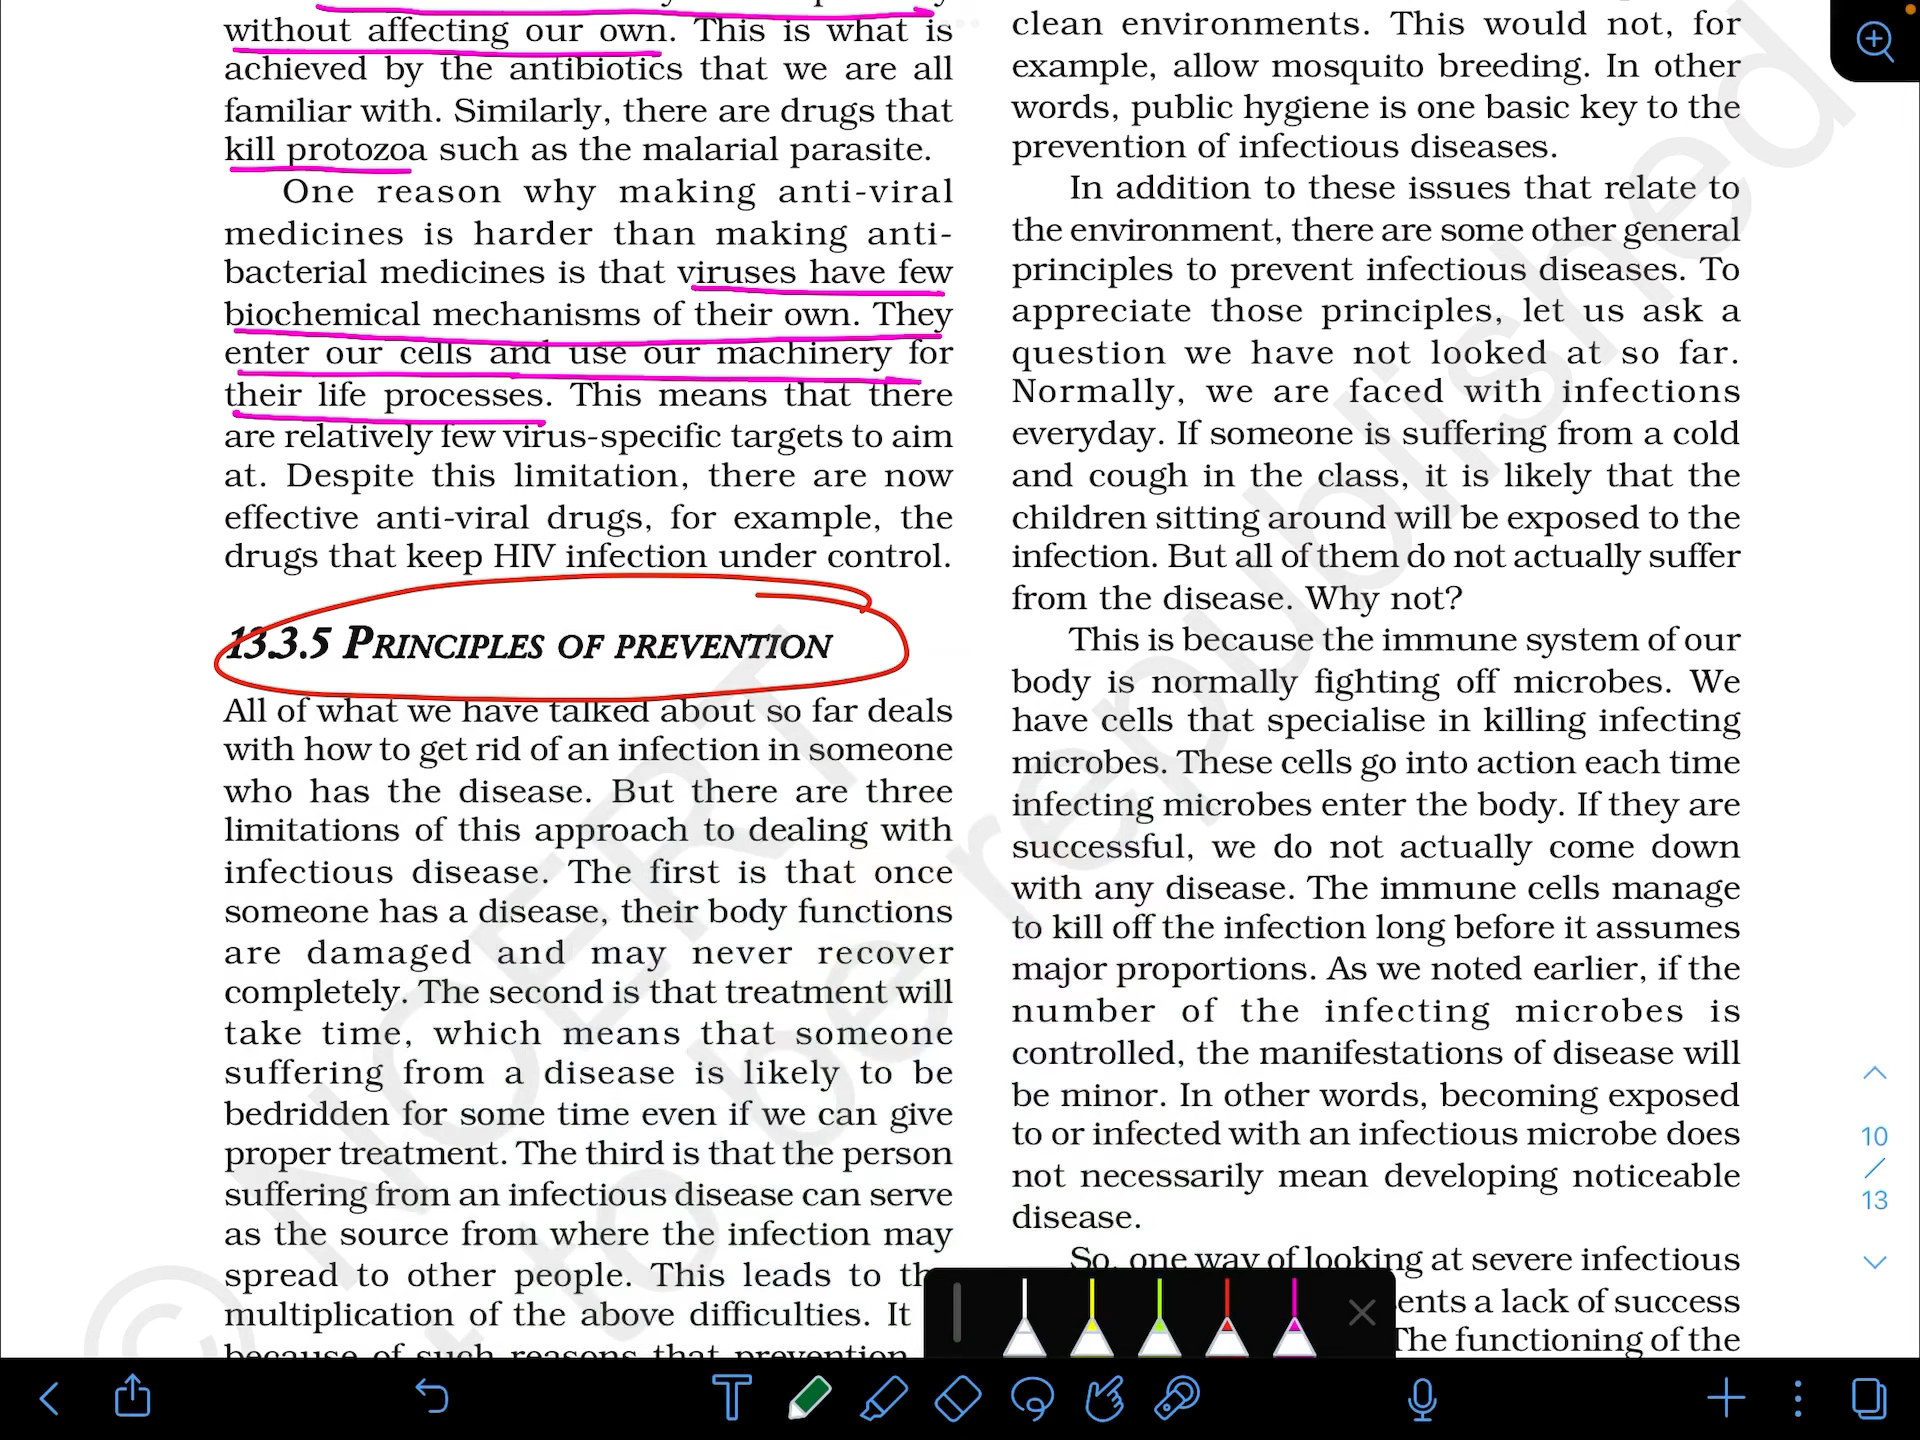 without affecting our own. This is what is
achieved by the antibiotics that we are all
familiar with. Similarly, there are drugs that
kill protozoa such as the malarial parasite.
One reason why making anti-viral
medicines is harder than making anti-
bacterial medicines is that viruses have few
biochemical mechanisms of their own. They
enter our cells and use our machinery for
their life processes. This means that there
are relatively few virus-specific targets to aim
at. Despite this limitation, there are now
effective anti-viral drugs, for example, the
drugs that keep HIV infection under control.
13.3.5 PRINCIPLES OF PREVENTION
All of what we have talked about so far deals
with how to get rid of an infection in someone
who has the disease. But there are three
limitations of this approach to dealing with
infectious disease. The first is that once
someone has a disease, their body functions
are damaged and may never recover
completely. The second is that treatment will
take time, which means that someone
suffering from a disease is likely to be
bedridden for some time even if we can give
proper treatment. The third is that the person
suffering from an infectious disease can serve
as the source from where the infection may
spread to other people. This leads to
multiplication of the above difficulties. It
because of such reasons that prevention
clean environments. This would not, for
example, allow mosquito breeding. In other
words, public hygiene is one basic key to the
prevention of infectious diseases.
In addition to these issues that relate to
the environment, there are some other general
principles to prevent infectious diseases. To
appreciate those principles, let us ask a
question we have not looked at so far.
Normally, we are faced with infections
everyday. If someone is suffering from a cold
and cough in the class, it is likely that the
children sitting around will be exposed to the
infection. But all of them do not actually suffer
from the disease. Why not?
This is because the immune system of our
body is normally fighting off microbes. We
have cells that specialise in killing infecting
microbes. These cells go into action each time
infecting microbes enter the body. If they are
successful, we do not actually come down
with any disease. The immune cells manage
to kill off the infection long before it assumes
major proportions. As we noted earlier, if the
number of the infecting microbes is
controlled, the manifestations of disease will
be minor. In other words, becoming exposed
to or infected with an infectious microbe does
not necessarily mean developing noticeable
disease.
So, one way of looking at severe infectious
a lack of success
The functioning of the
© NCERT
be republished
10
/
13
T